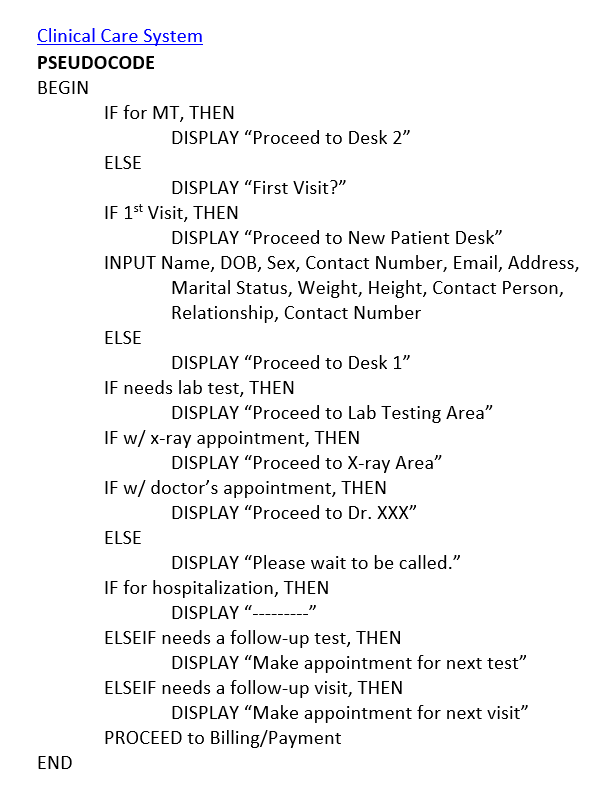 Clinical Care System
PSEUDOCODE
BEGIN
IF for MT, THEN
DISPLAY “Proceed to Desk 2”
ELSE
DISPLAY “First Visit?”
IF 1st Visit, THEN
DISPLAY “Proceed to New Patient Desk”
INPUT Name, DOB, Sex, Contact Number, Email, Address,
Marital Status, Weight, Height, Contact Person,
Relationship, Contact Number
ELSE
DISPLAY “Proceed to Desk 1”
IF needs lab test, THEN
DISPLAY “Proceed to Lab Testing Area”
IF w/ x-ray appointment, THEN
DISPLAY “Proceed to X-ray Area”
IF w/ doctor’s appointment, THEN
DISPLAY “Proceed to Dr. XXX”
ELSE
DISPLAY “Please wait to be called.”
IF for hospitalization, THEN
DISPLAY “---------”
ELSEIF needs a follow-up test, THEN
DISPLAY “Make appointment for next test”
ELSEIF needs a follow-up visit, THEN
DISPLAY “Make appointment for next visit”
PROCEED to Billing/Payment
END